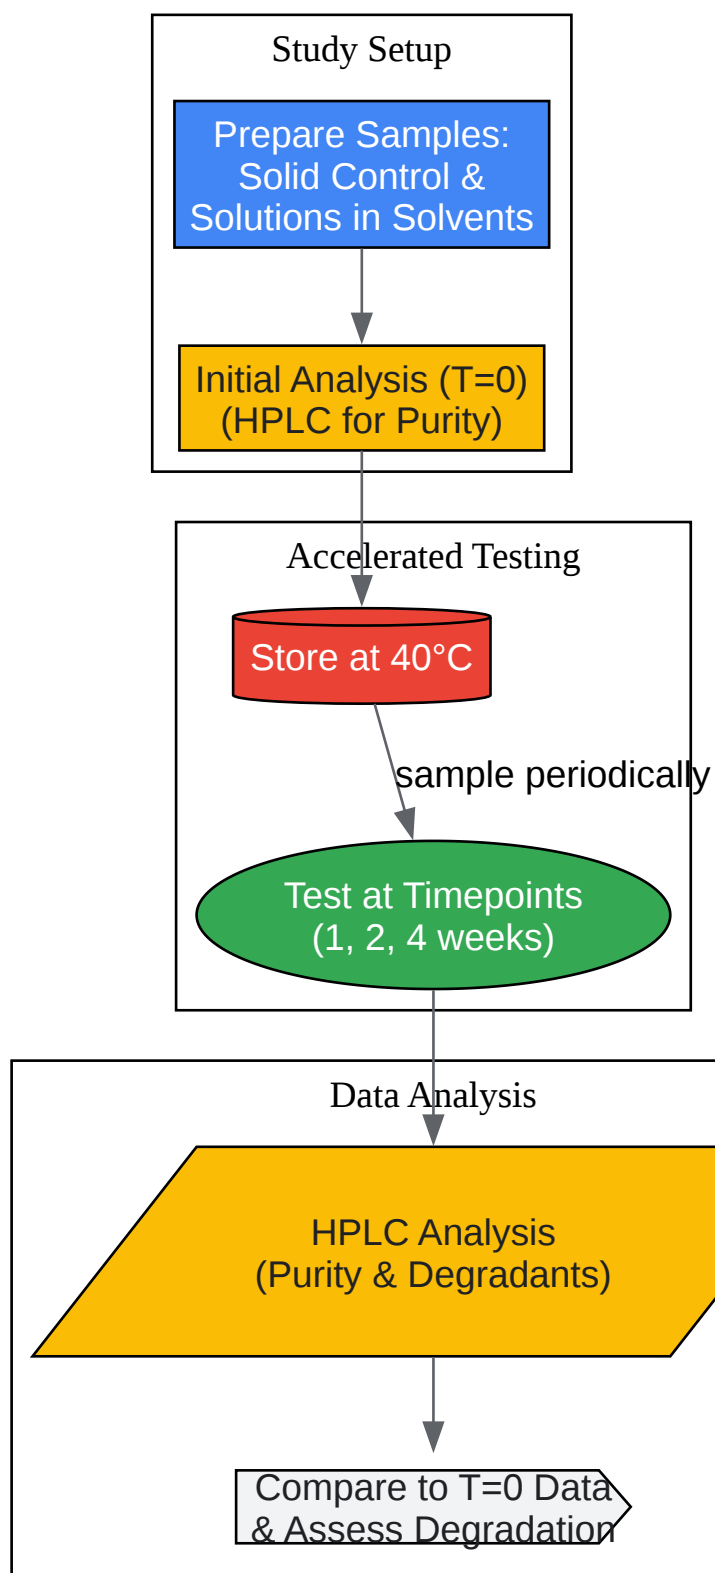 Study Setup
Prepare Samples:
Solid Control &
Solutions in Solvents
Initial Analysis (T=0)
(HPLC for Purity)
Accelerated Testing
Store at 40°C
sample periodically
Test at Timepoints
(1, 2, 4 weeks)
Data Analysis
HPLC Analysis
(Purity & Degradants)
Compare to T=0 Data
& Assess Degradation